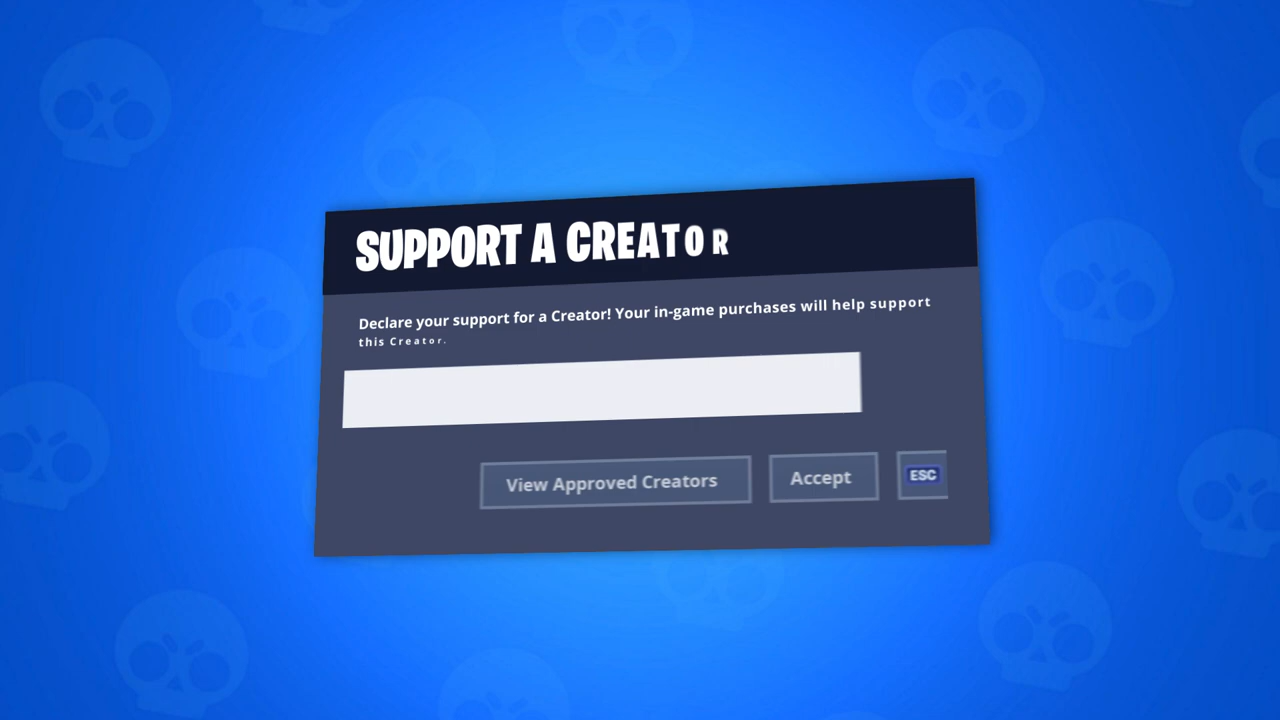 SUPPORT A CREATOR
Declare your support for a Creator! Your in-game purchases will help support
this Creator.
View Approved Creators
Accept
ESC